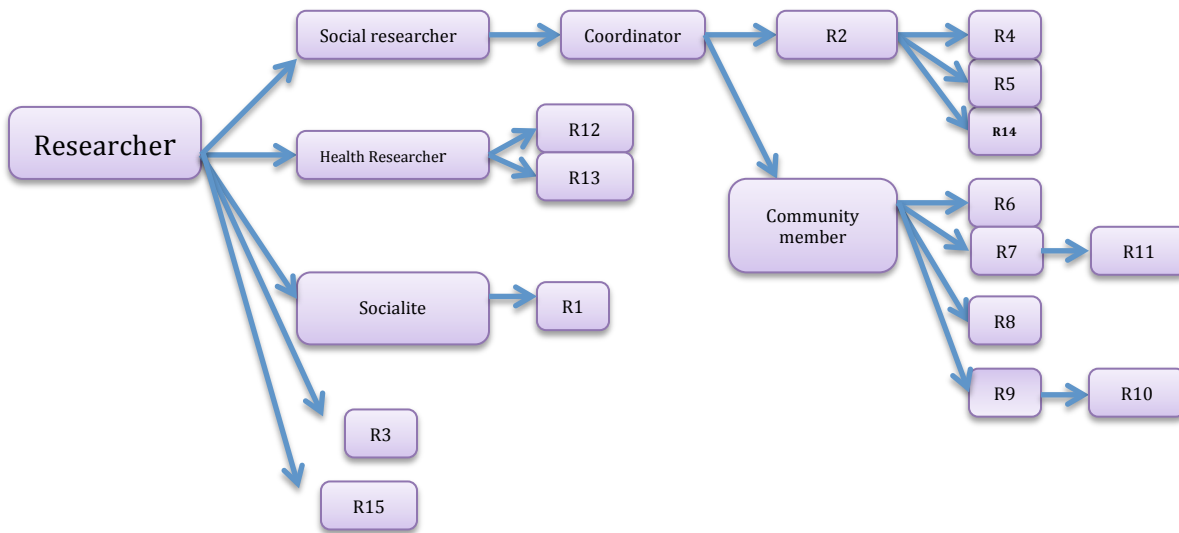 Social researcher
Coordinator
R2
R4
R5
R14
Researcher
Health Researcher
R12
R13
Community
member
R6
R7
R11
R8
R9
R10
Socialite
R1
R3
R15